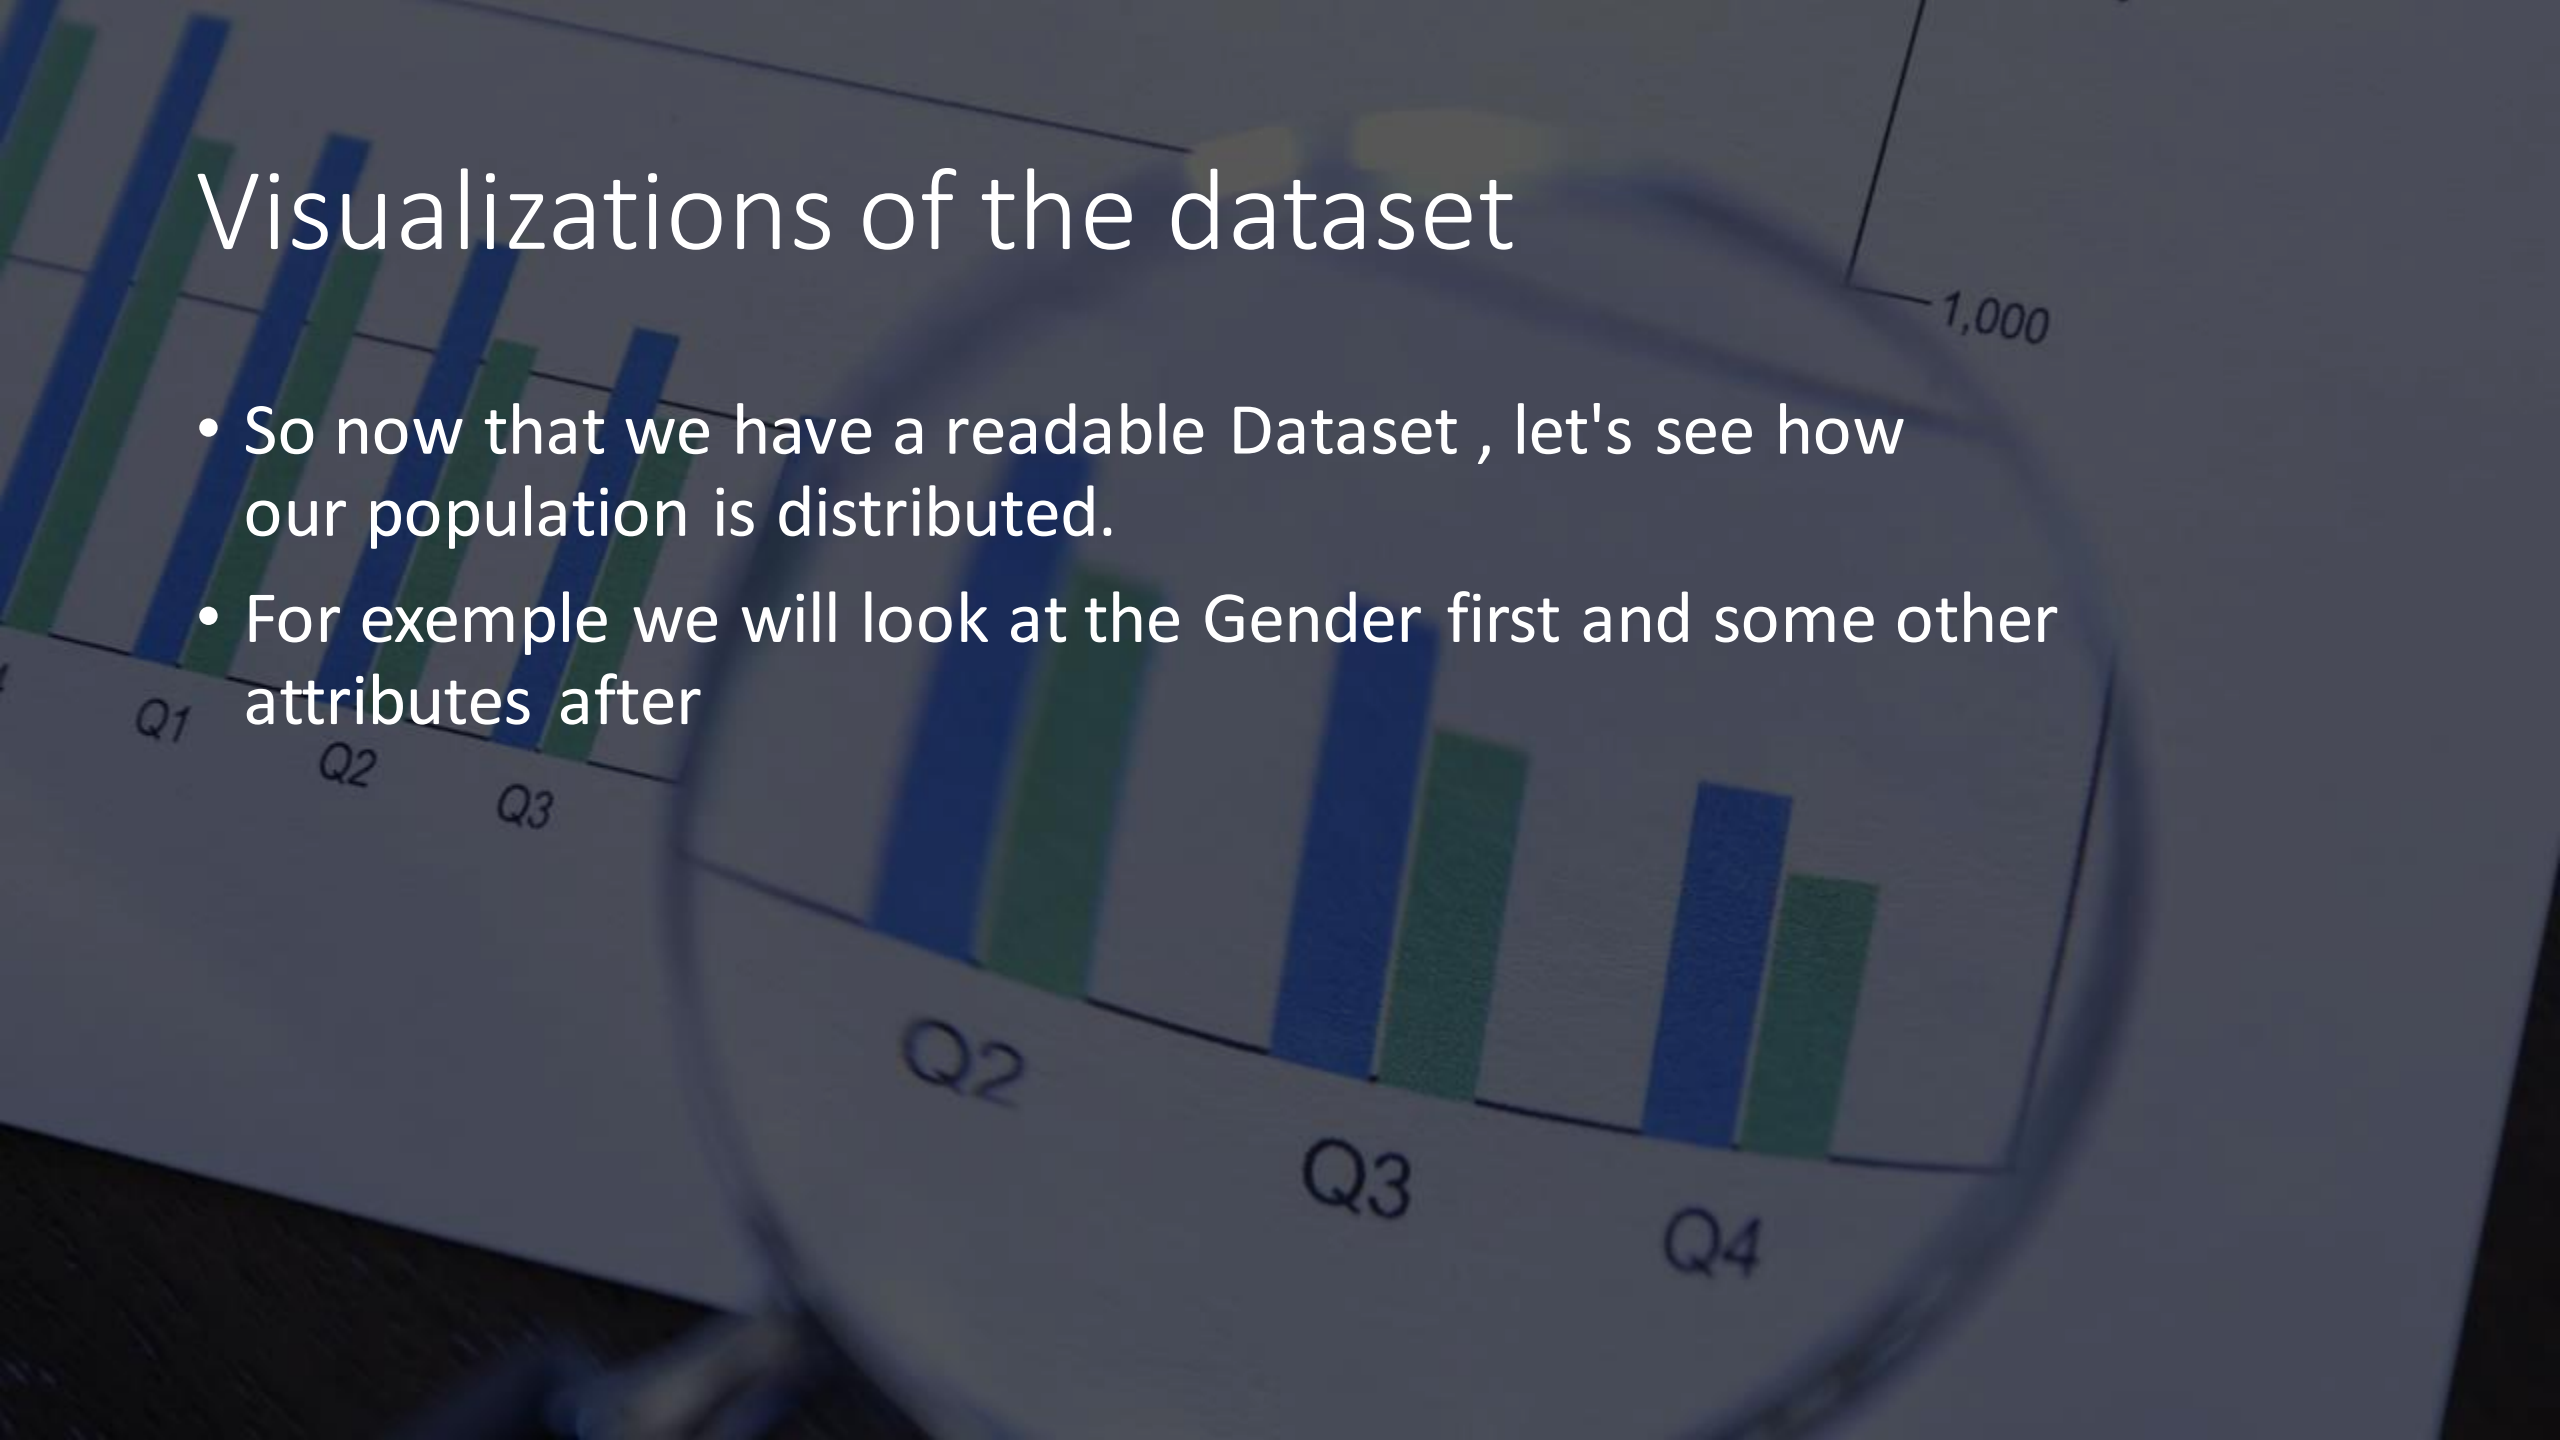 Visualizations of the dataset
1,000
• So now that we have a readable Dataset , let's see how
our population is distributed.
• For exemple we will look at the Gender first and some other
attributes after
Q1
Q2
Q3
Q2
Q3
Q4